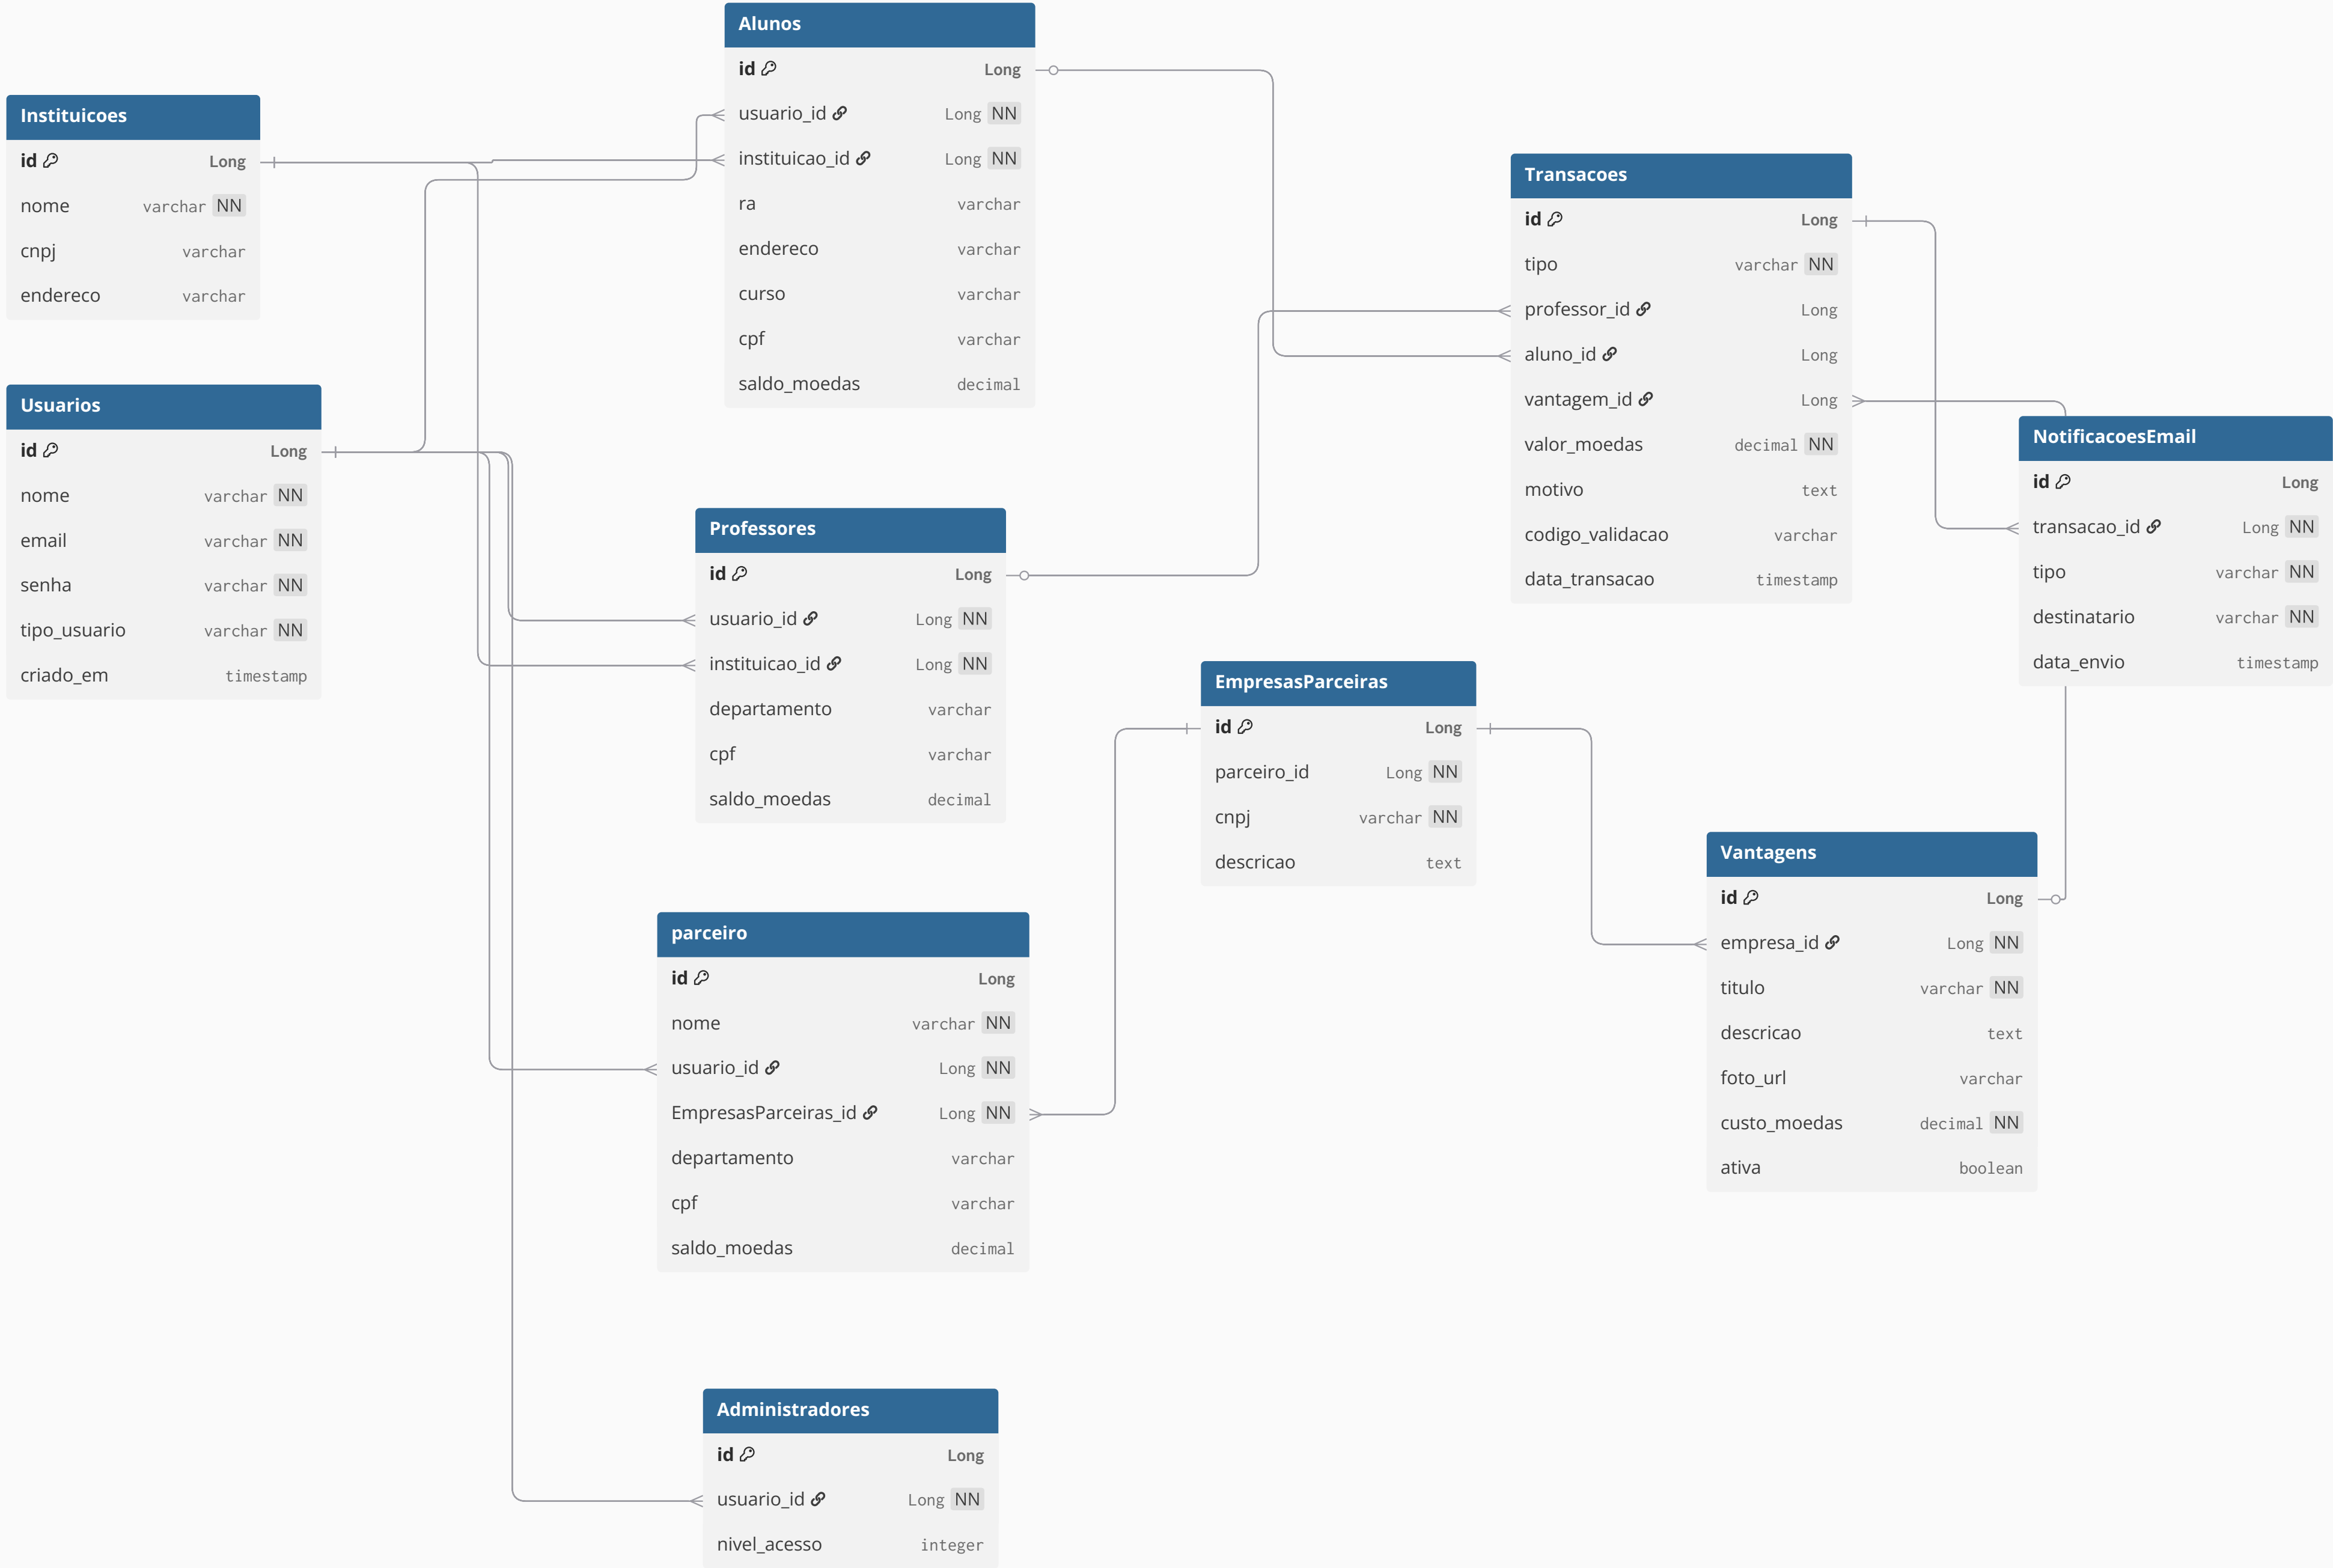 Alunos
id Long
usuario_id Long NN
instituicao_id Long NN
ra varchar
endereco varchar
curso varchar
cpf varchar
saldo_moedas decimal
Instituicoes
id Long
nome varchar NN
cnpj varchar
endereco varchar
Usuarios
id Long
nome varchar NN
email varchar NN
senha varchar NN
tipo_usuario varchar NN
criado_em timestamp
Professores
id Long
usuario_id Long NN
instituicao_id Long NN
departamento varchar
cpf varchar
saldo_moedas decimal
Transacoes
id Long
tipo varchar NN
professor_id Long
aluno_id Long
vantagem_id Long
valor_moedas decimal NN
motivo text
codigo_validacao varchar
data_transacao timestamp
NotificacoesEmail
id Long
transacao_id Long NN
tipo varchar NN
destinatario varchar NN
data_envio timestamp
EmpresasParceiras
id Long
parceiro_id Long NN
cnpj varchar NN
descricao text
Vantagens
id Long
empresa_id Long NN
titulo varchar NN
descricao text
foto_url varchar
custo_moedas decimal NN
ativa boolean
parceiro
id Long
nome varchar NN
usuario_id Long NN
EmpresasParceiras_id Long NN
departamento varchar
cpf varchar
saldo_moedas decimal
Administradores
id Long
usuario_id Long NN
nivel_acesso integer